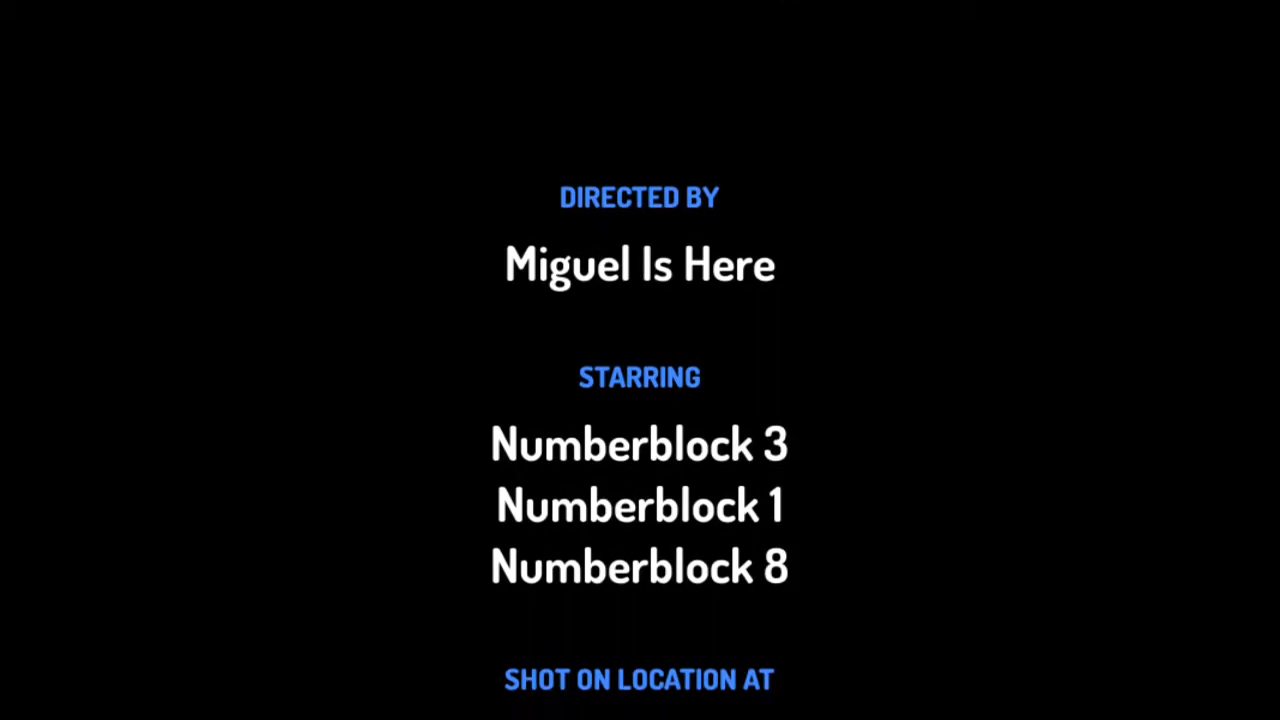 DIRECTED BY
Miguel Is Here
STARRING
Numberblock 3
Numberblock 1
Numberblock 8
SHOT ON LOCATION AT